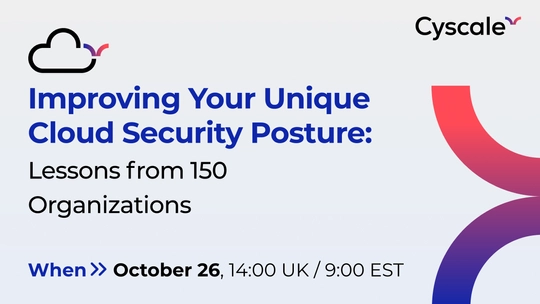 Cyscale
Improving Your Unique
Cloud Security Posture:
Lessons from 150
Organizations
When >> October 26, 14:00 UK / 9:00 EST